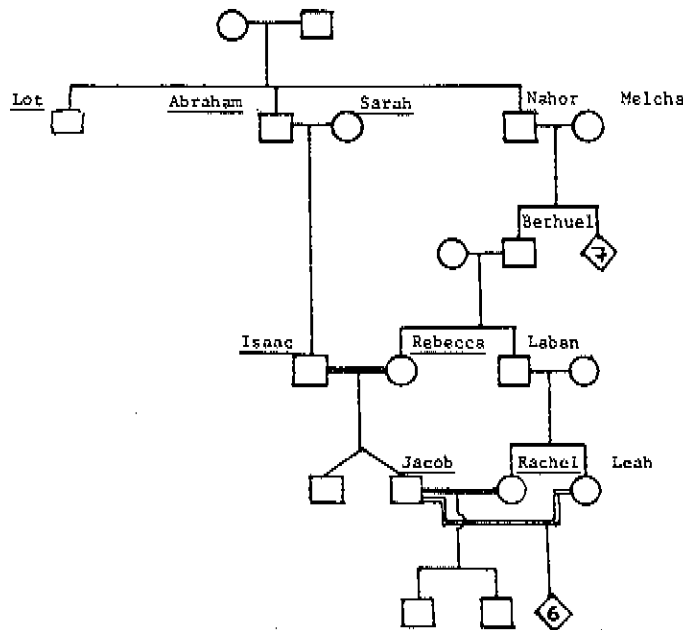 Lot Abraham Sarah Nahor Melcha
Bethuel
7
Isaac Rebecca Laban
Jacob Rachel Leah
6